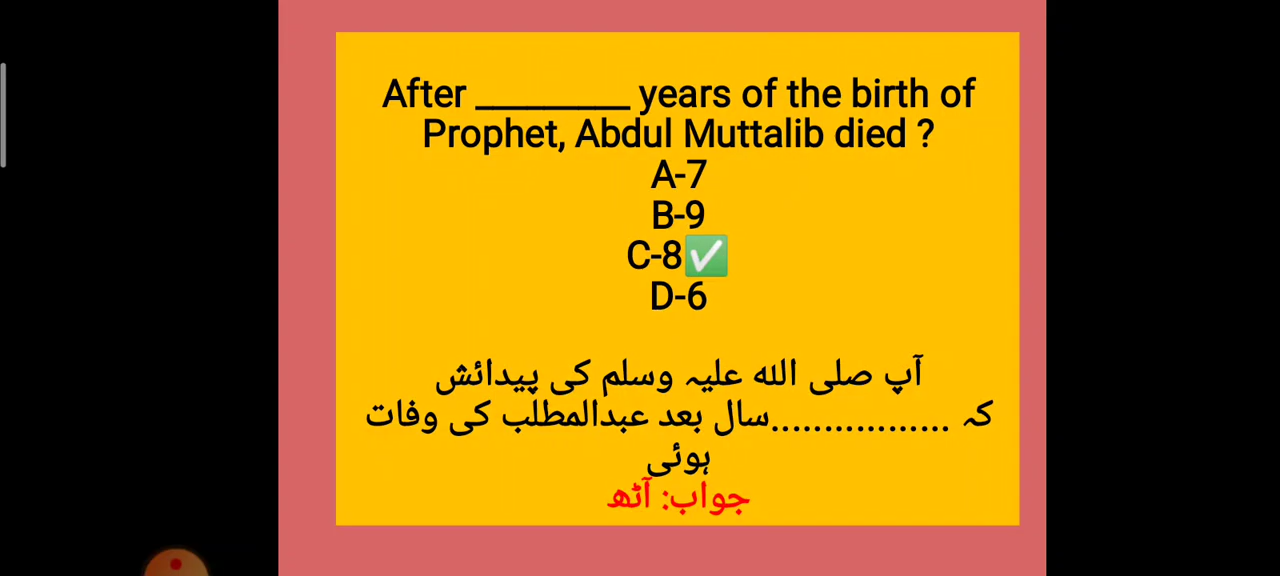 After _________ years of the birth of
Prophet, Abdul Muttalib died ?
A-7
B-9
C-8✅
D-6
آپ صلی اللہ علیہ وسلم کی پیدائش
کہ .................سال بعد عبدالمطلب کی وفات
ہوئی
جواب: آٹھ